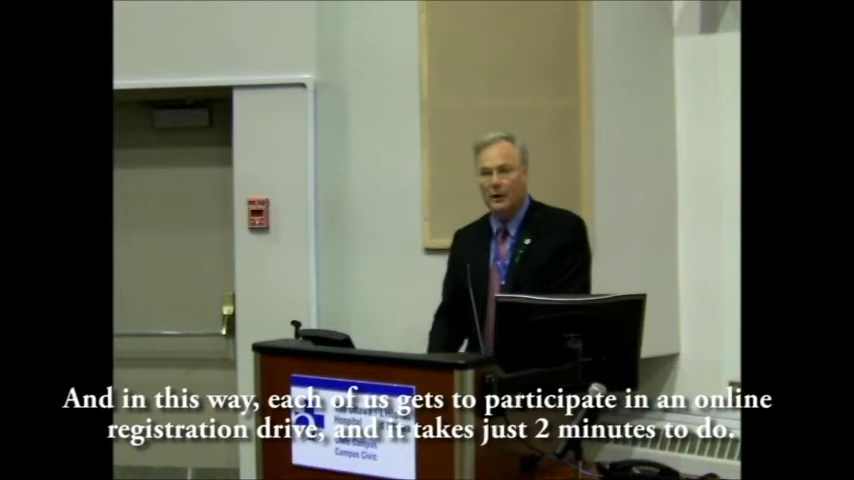 And in this way, each of us gets to participate in an online
registration drive, and it takes just 2 minutes to do.
Hospital
Campus Civic